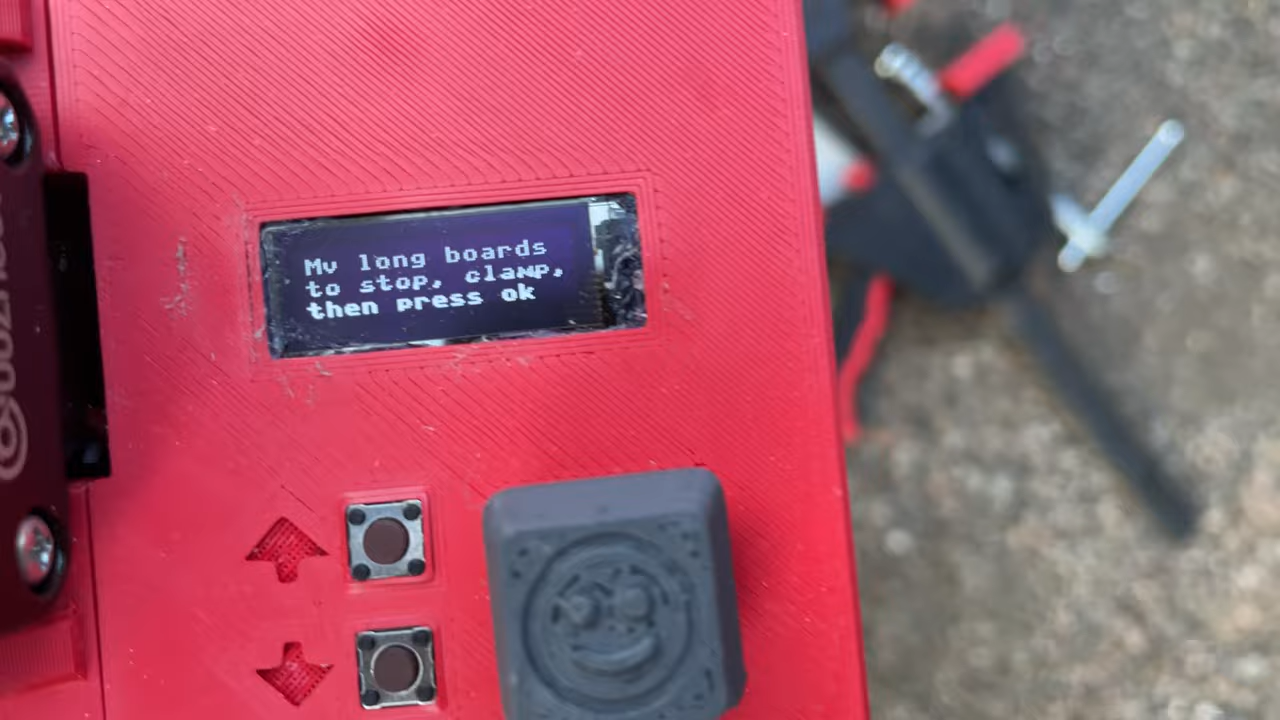 Mv long boards
to stop, clamp,
then press ok